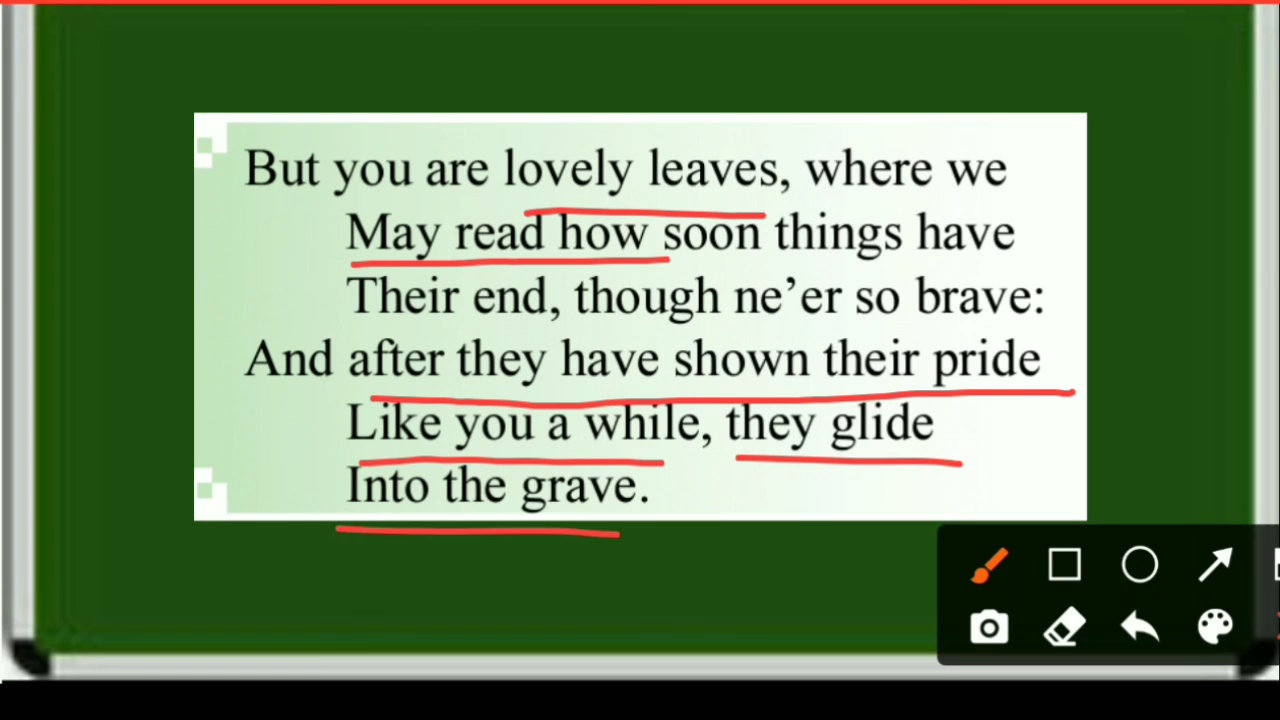 But you are lovely leaves, where we
May read how soon things have
Their end, though ne’er so brave:
And after they have shown their pride
Like you a while, they glide
Into the grave.